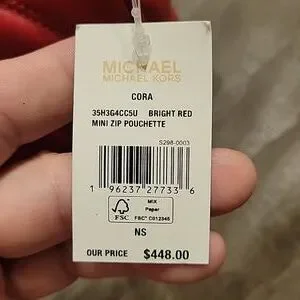 MICHAEL
MICHAEL KORS
CORA
35H3G4CC5U BRIGHT RED
MINI ZIP POUCHETTE
S298-0003
1 96237 27733 6
FSC
MIX
Paper
FSC® C012345
NS
OUR PRICE $448.00